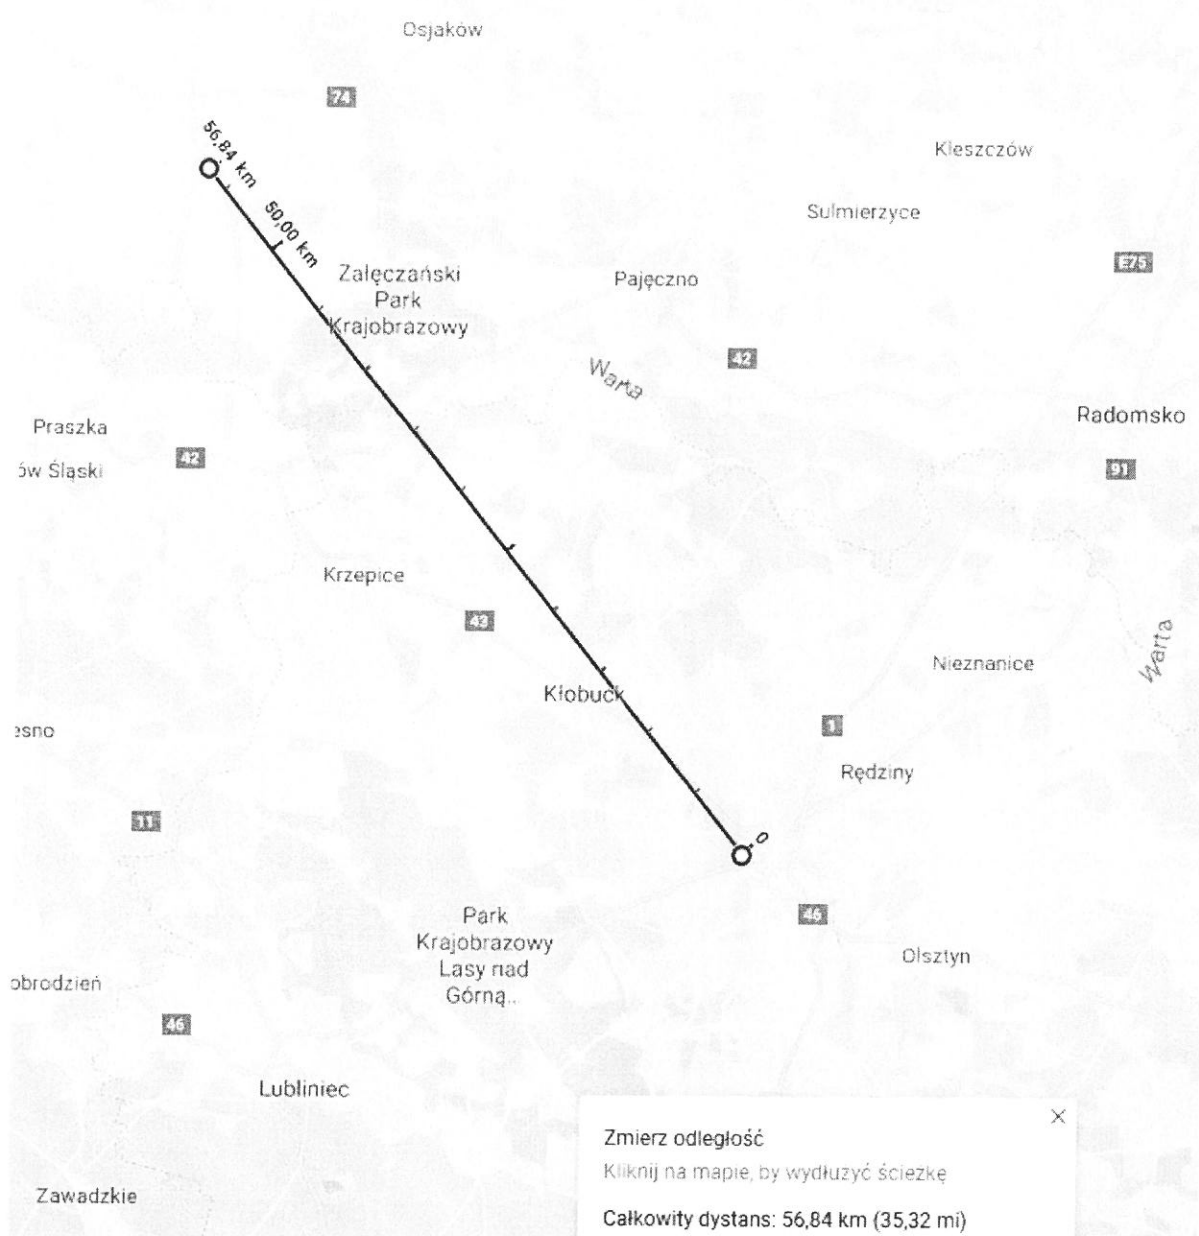 Osjaków
74
56,84 km
Kleszczów
50,00 km
Sulmierzyce
E75
Załęczański
Park
Krajobrazowy
Pajęczno
Warta
42
Praszka
Radomsko
42
ów Śląski
91
Krzepice
43
Warta
Nieznanice
Kłobuck
esno
1
Rędziny
11
0
46
Park
Krajobrazowy
Lasy nad
Górną...
Olsztyn
obrodzień
46
Lubliniec
Zmierz odległość
Kliknij na mapie, by wydłużyć ścieżkę
Zawadzkie
Całkowity dystans: 56,84 km (35,32 mi)